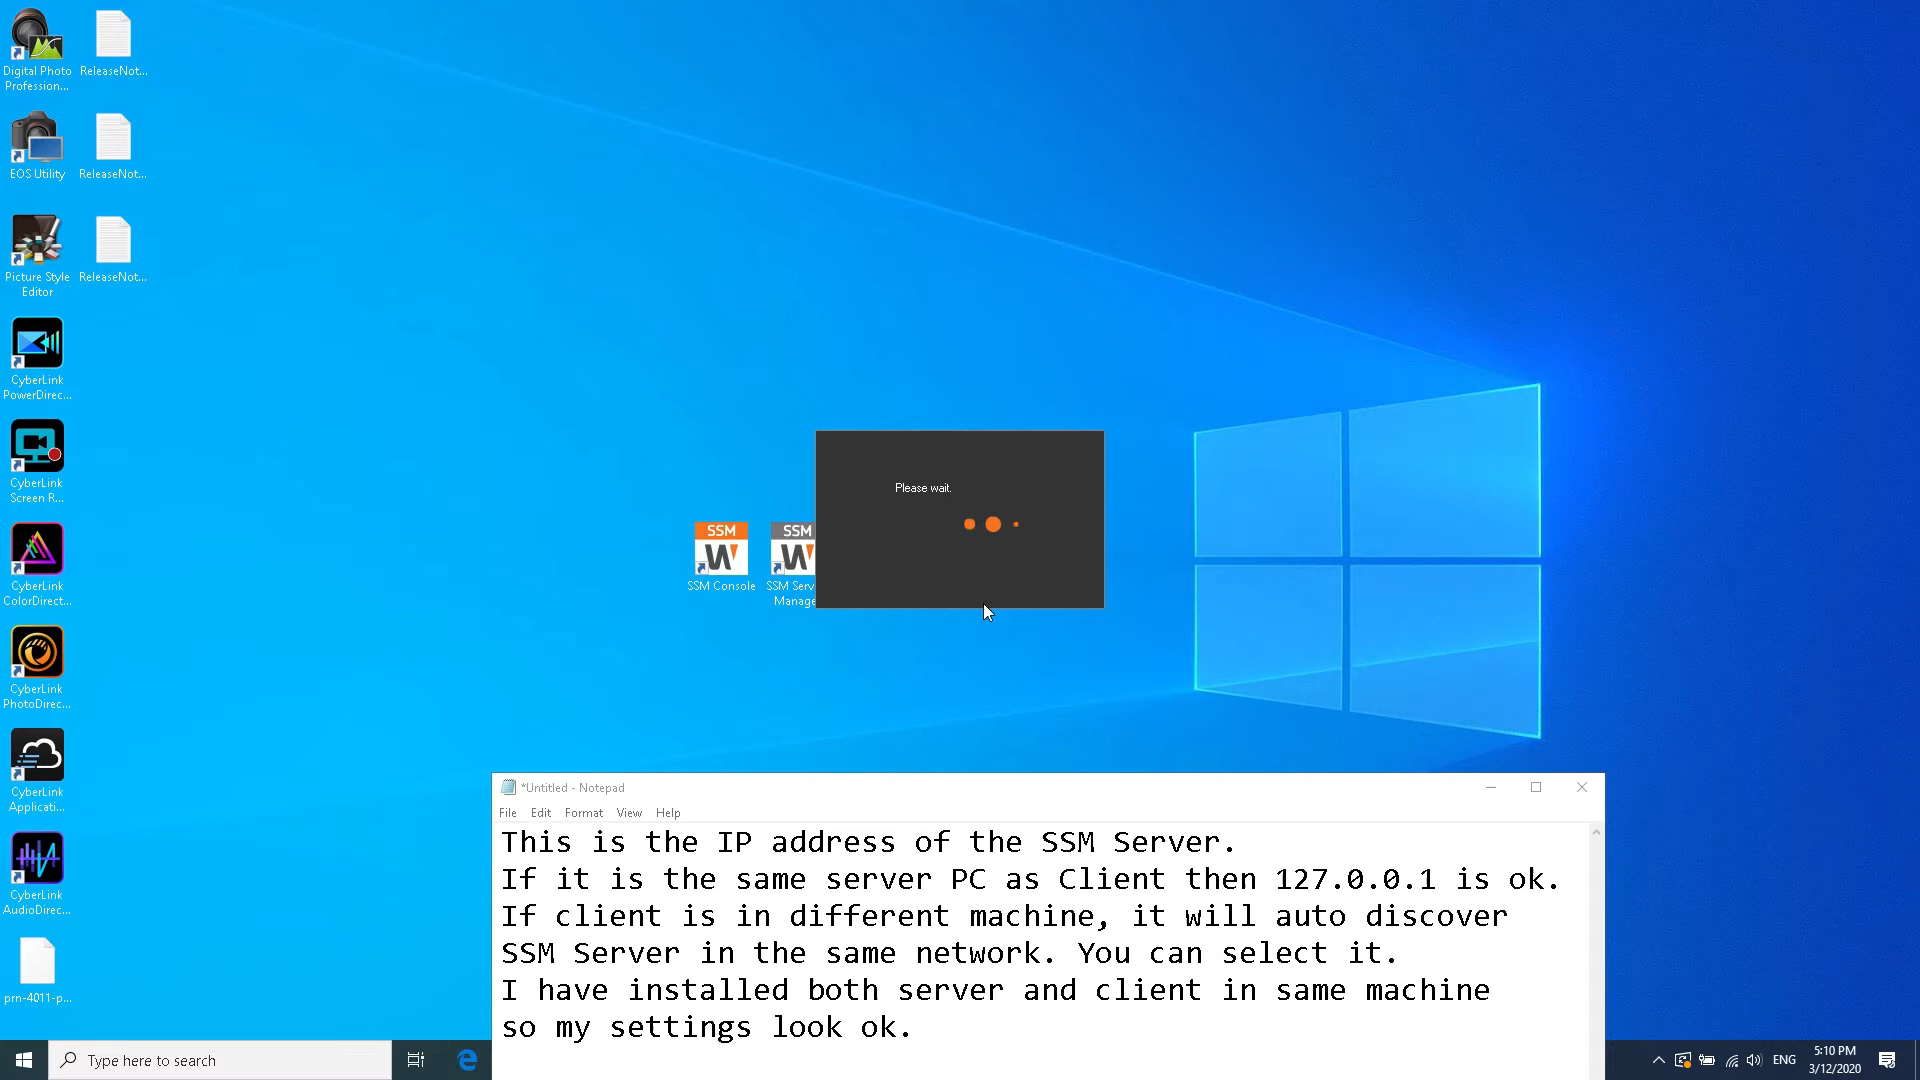 Digital Photo
Profession...
ReleaseNot...
EOS Utility
ReleaseNot...
Picture Style
Editor
ReleaseNot...
CyberLink
PowerDirec...
CyberLink
Screen R...
CyberLink
ColorDirect...
CyberLink
PhotoDirec...
CyberLink
Applicati...
CyberLink
AudioDirec...
prn-4011-p...
SSM
SSM Console
SSM
SSM Serv
Manage
Please wait.
*Untitled - Notepad
File Edit Format View Help
This is the IP address of the SSM Server.
If it is the same server PC as Client then 127.0.0.1 is ok.
If client is in different machine, it will auto discover
SSM Server in the same network. You can select it.
I have installed both server and client in same machine
so my settings look ok.
Type here to search
ENG
5:10 PM
3/12/2020